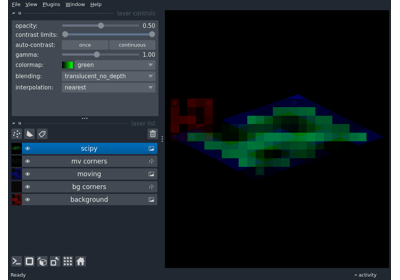 File View Plugins Window Help
layer controls
opacity: 0.50
contrast limits:
auto-contrast: once continuous
gamma: 1.00
colormap: green
blending: translucent_no_depth
interpolation: nearest
layer list
scipy
mv corners
moving
bg corners
background
Ready activity